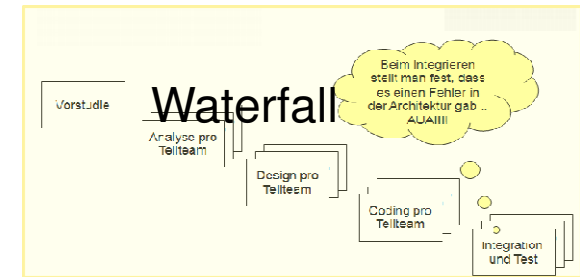 Waterfall
Beim Integrieren
stellt man fest, dass
es einen Fehler in
der Architektur gab ..
AUAIIII
Vorstudie
Analyse pro
Teilteam
Design pro
Teilteam
Coding pro
Teilteam
Integration
und Test